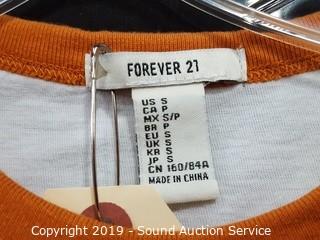 FOREVER 21
US S
CA P
MX S/P
BR P
EU S
UK S
KR S
JP S
CN 160/84A
MADE IN CHINA
Copyright 2019 - Sound Auction Service